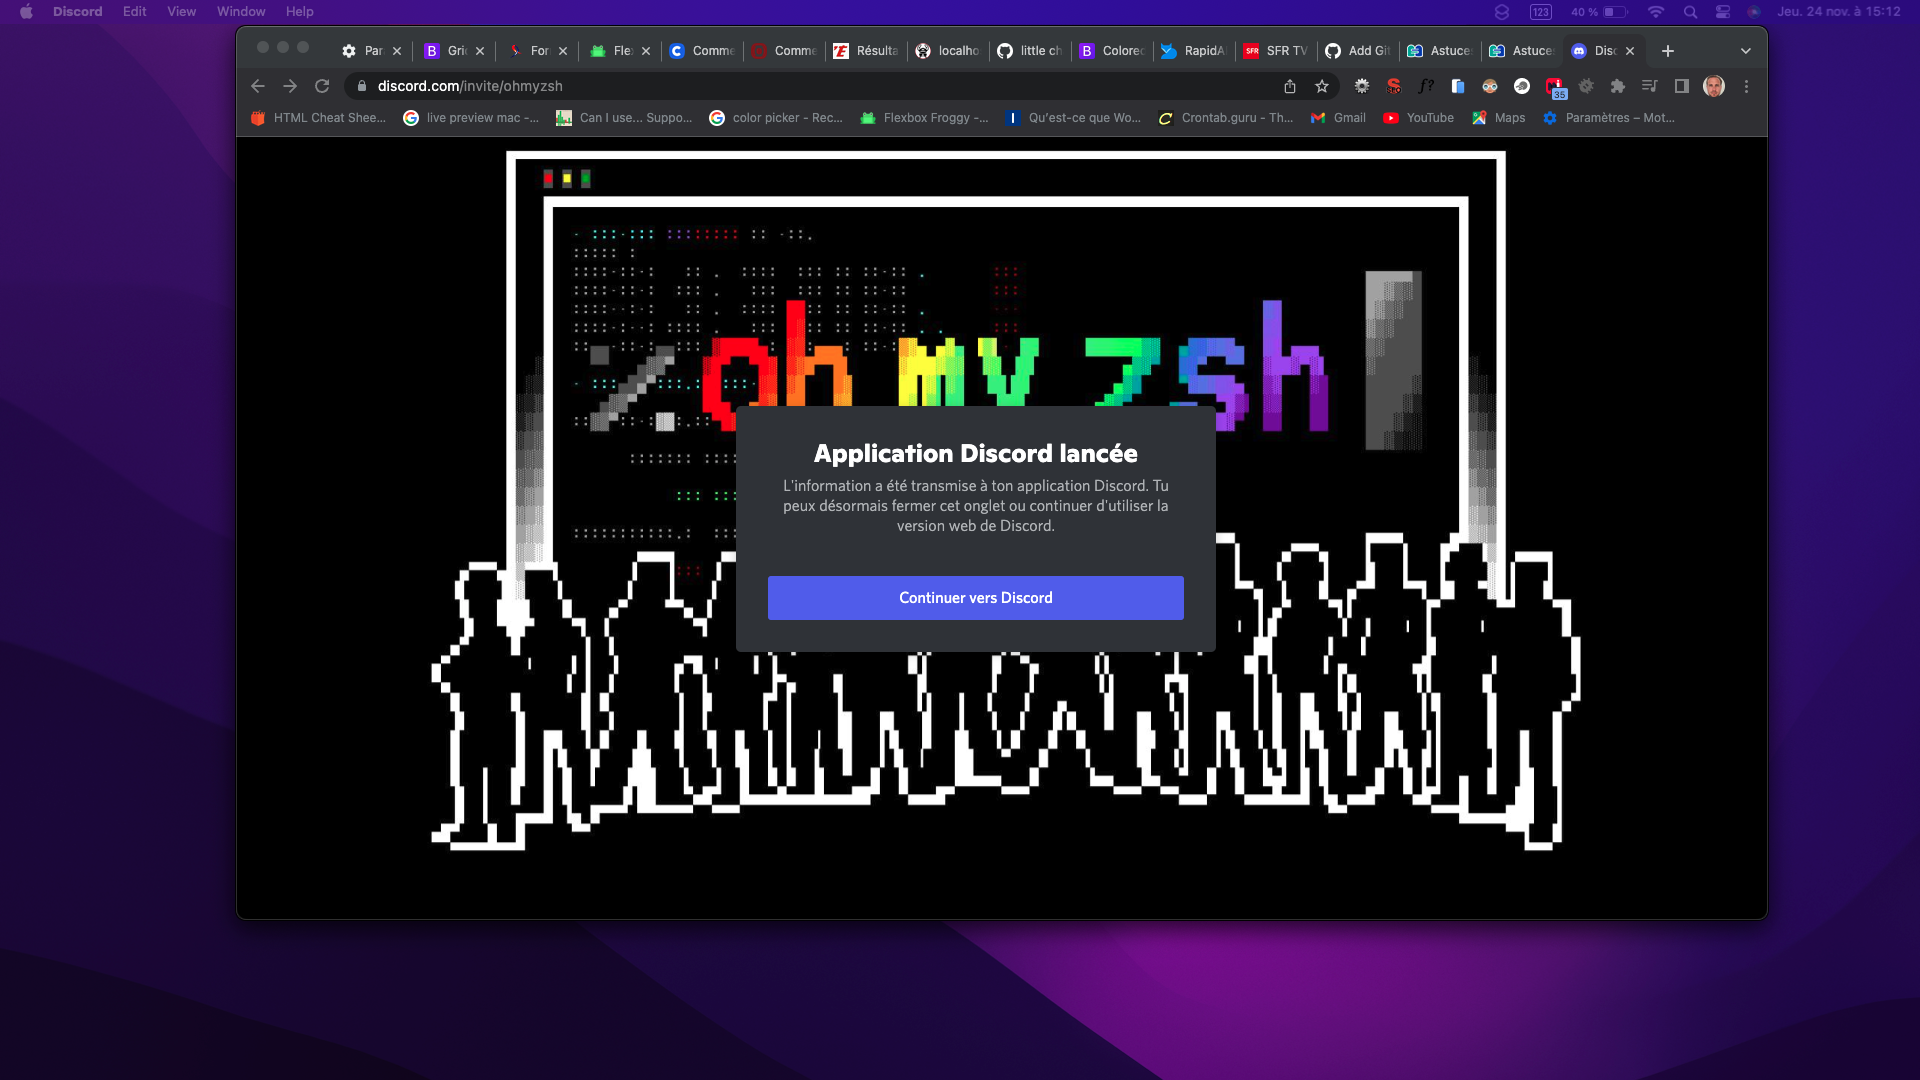 Discord Edit View Window Help 123 40 % Jeu. 24 nov. à 15:12
Par Gri For Fle Comme Comme Résulta localho little ch Colored RapidA SFR SFR TV Add Git Astuce Astuce Disc
discord.com/invite/ohmyzsh f? 35
HTML Cheat Shee... live preview mac -... Can I use... Suppo... color picker - Rec... Flexbox Froggy -... Qu'est-ce que Wo... Crontab.guru - Th... Gmail YouTube Maps Paramètres – Mot...
oh my zsh
Application Discord lancée
L'information a été transmise à ton application Discord. Tu
peux désormais fermer cet onglet ou continuer d'utiliser la
version web de Discord.
Continuer vers Discord